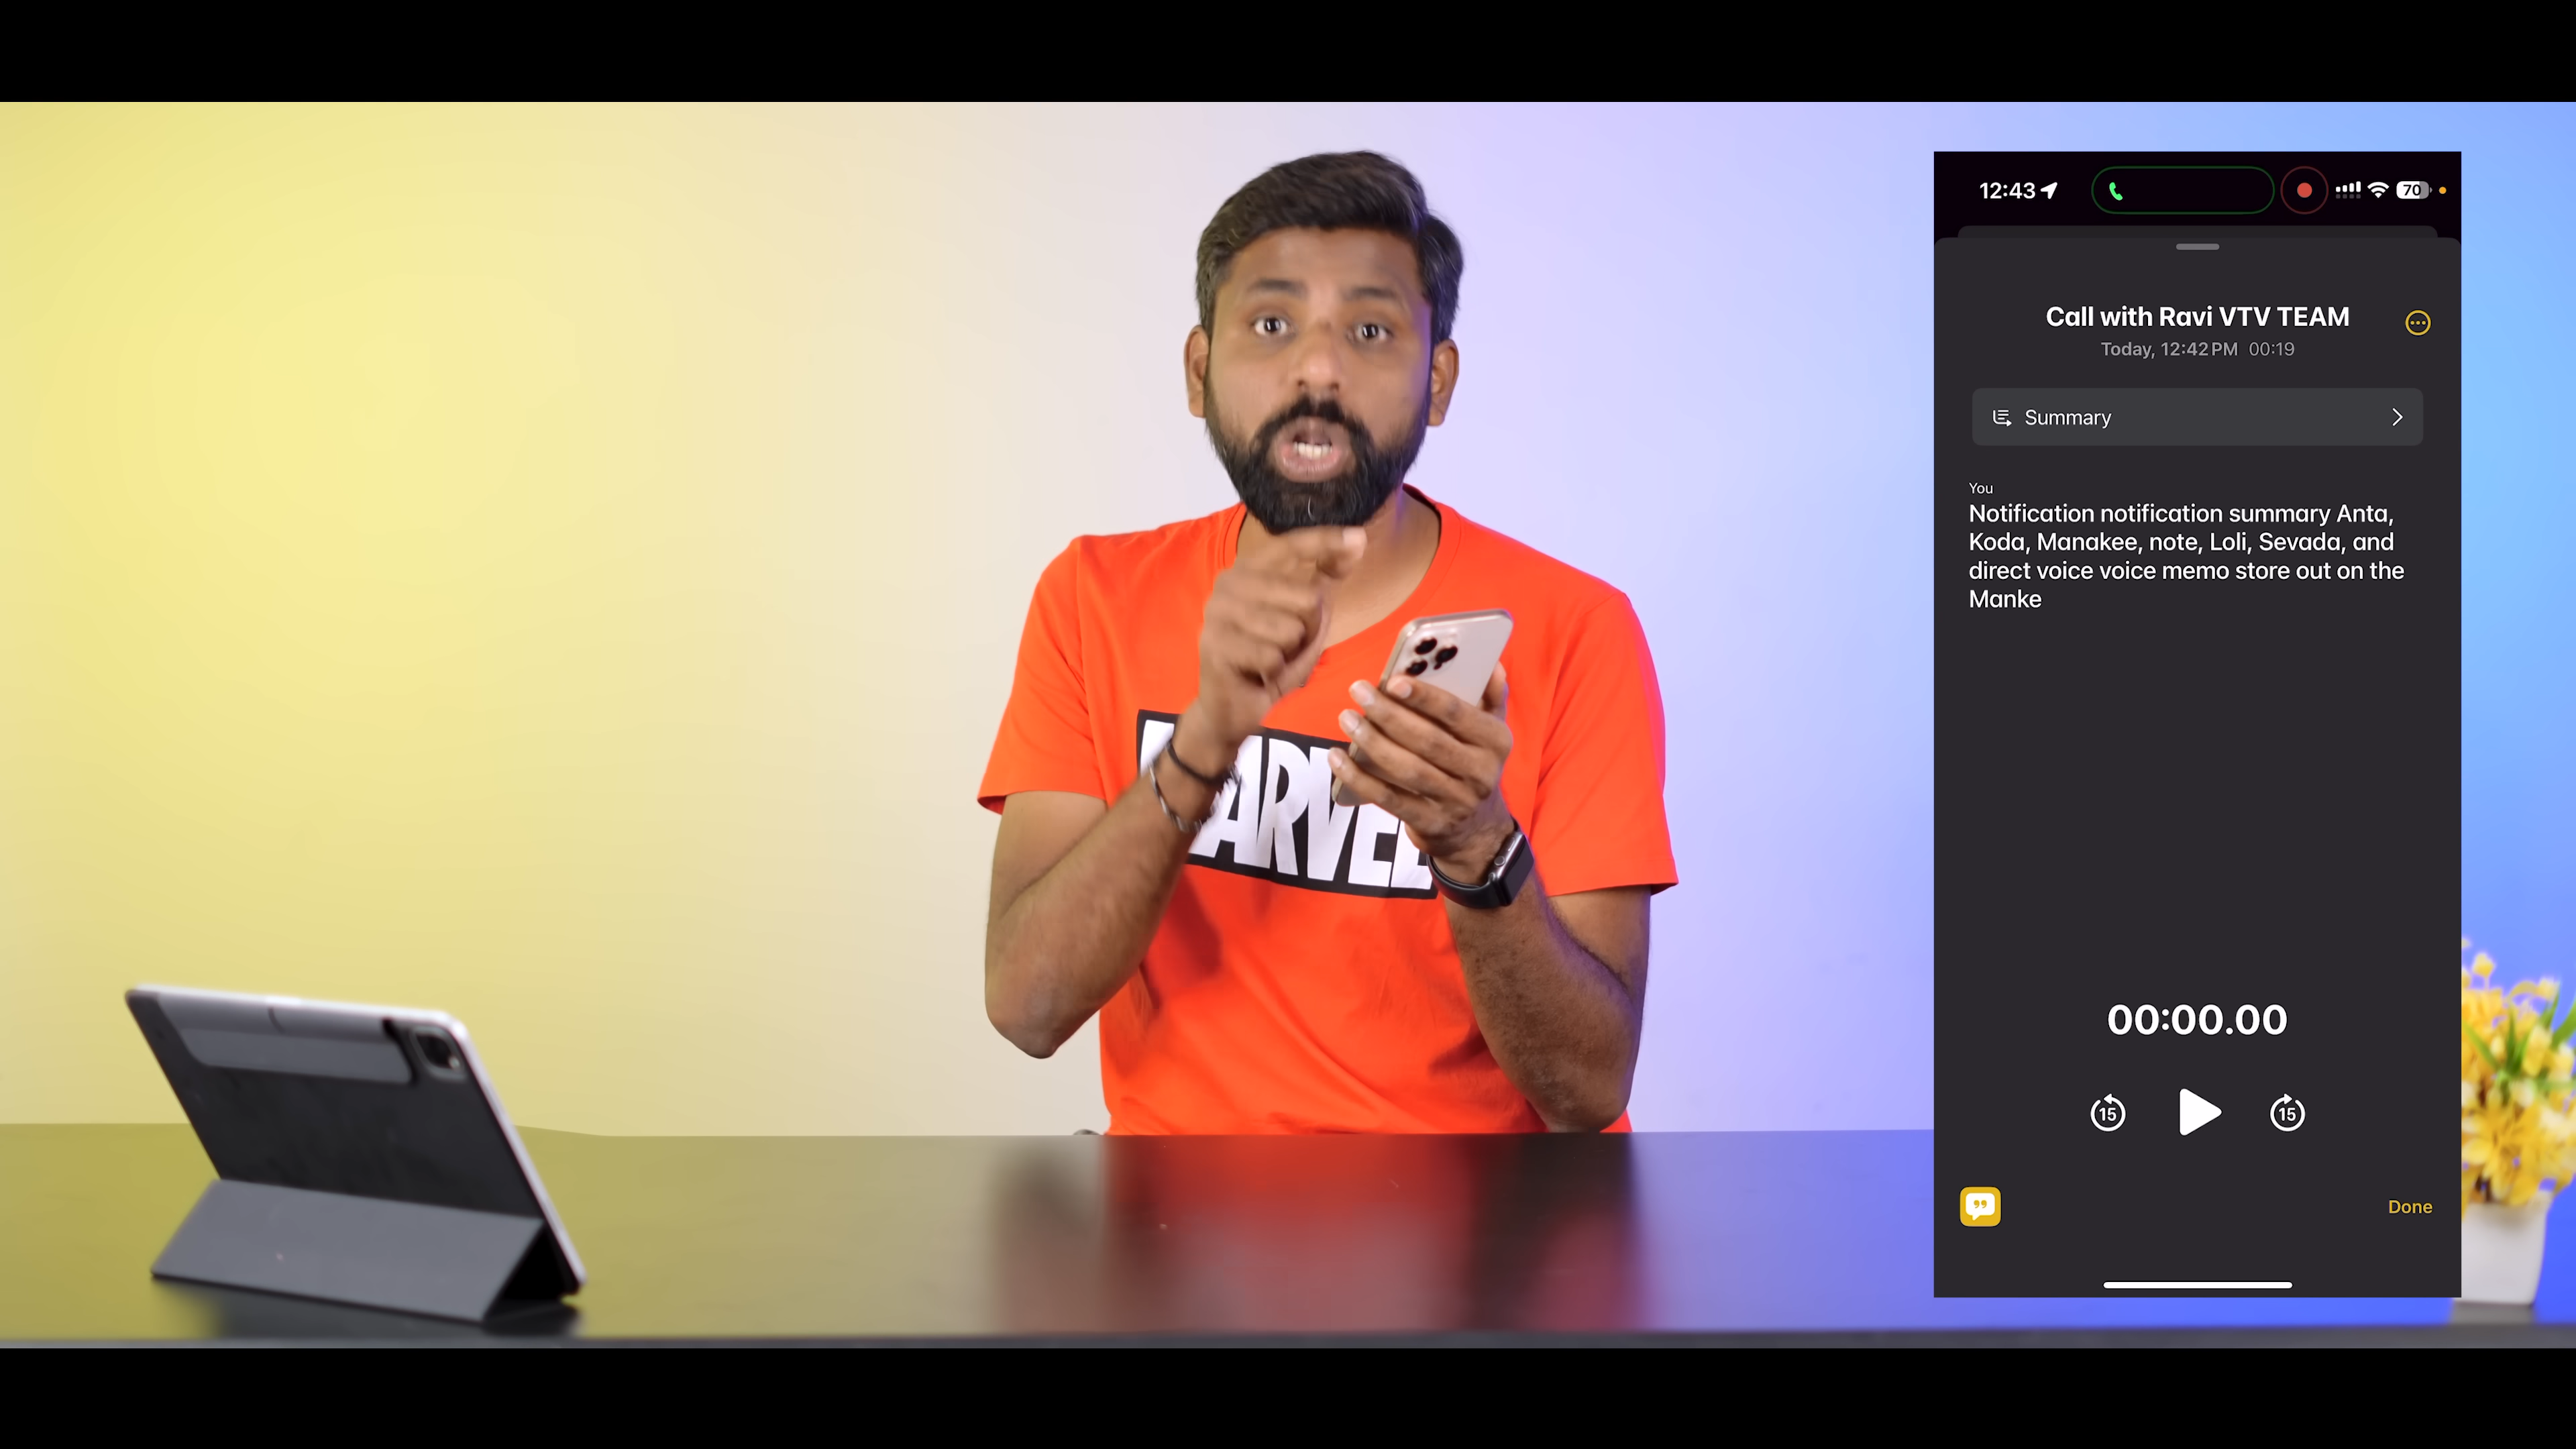 12:43
70
Call with Ravi VTV TEAM
Today, 12:42 PM 00:19
Summary
You
Notification notification summary Anta,
Koda, Manakee, note, Loli, Sevada, and
direct voice voice memo store out on the
Manke
MARVEL
00:00.00
15
15
Done